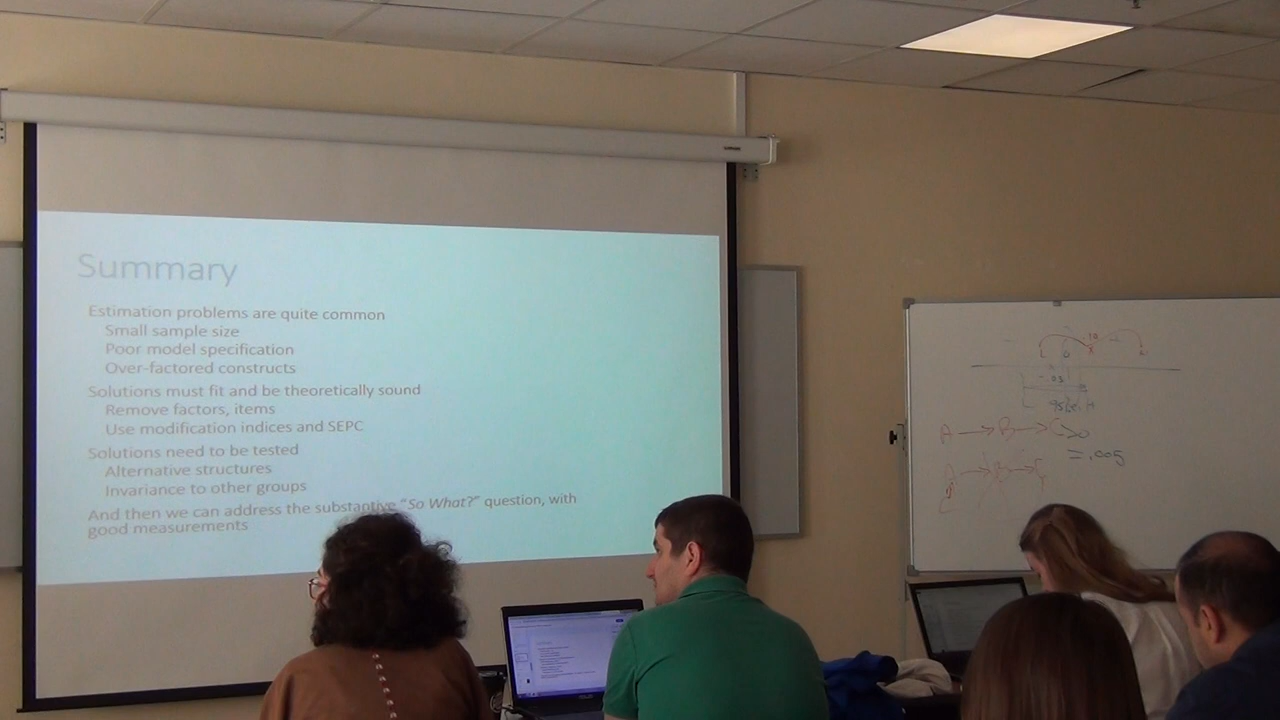 Summary
Estimation problems are quite common
Small sample size
Poor model specification
Over-factored constructs
Solutions must fit and be theoretically sound
Remove factors, items
Use modification indices and SEPC
Solutions need to be tested
Alternative structures
Invariance to other groups
And then we can address the substantive "So What?" question, with
good measurements
A → B → C > 0
= .005